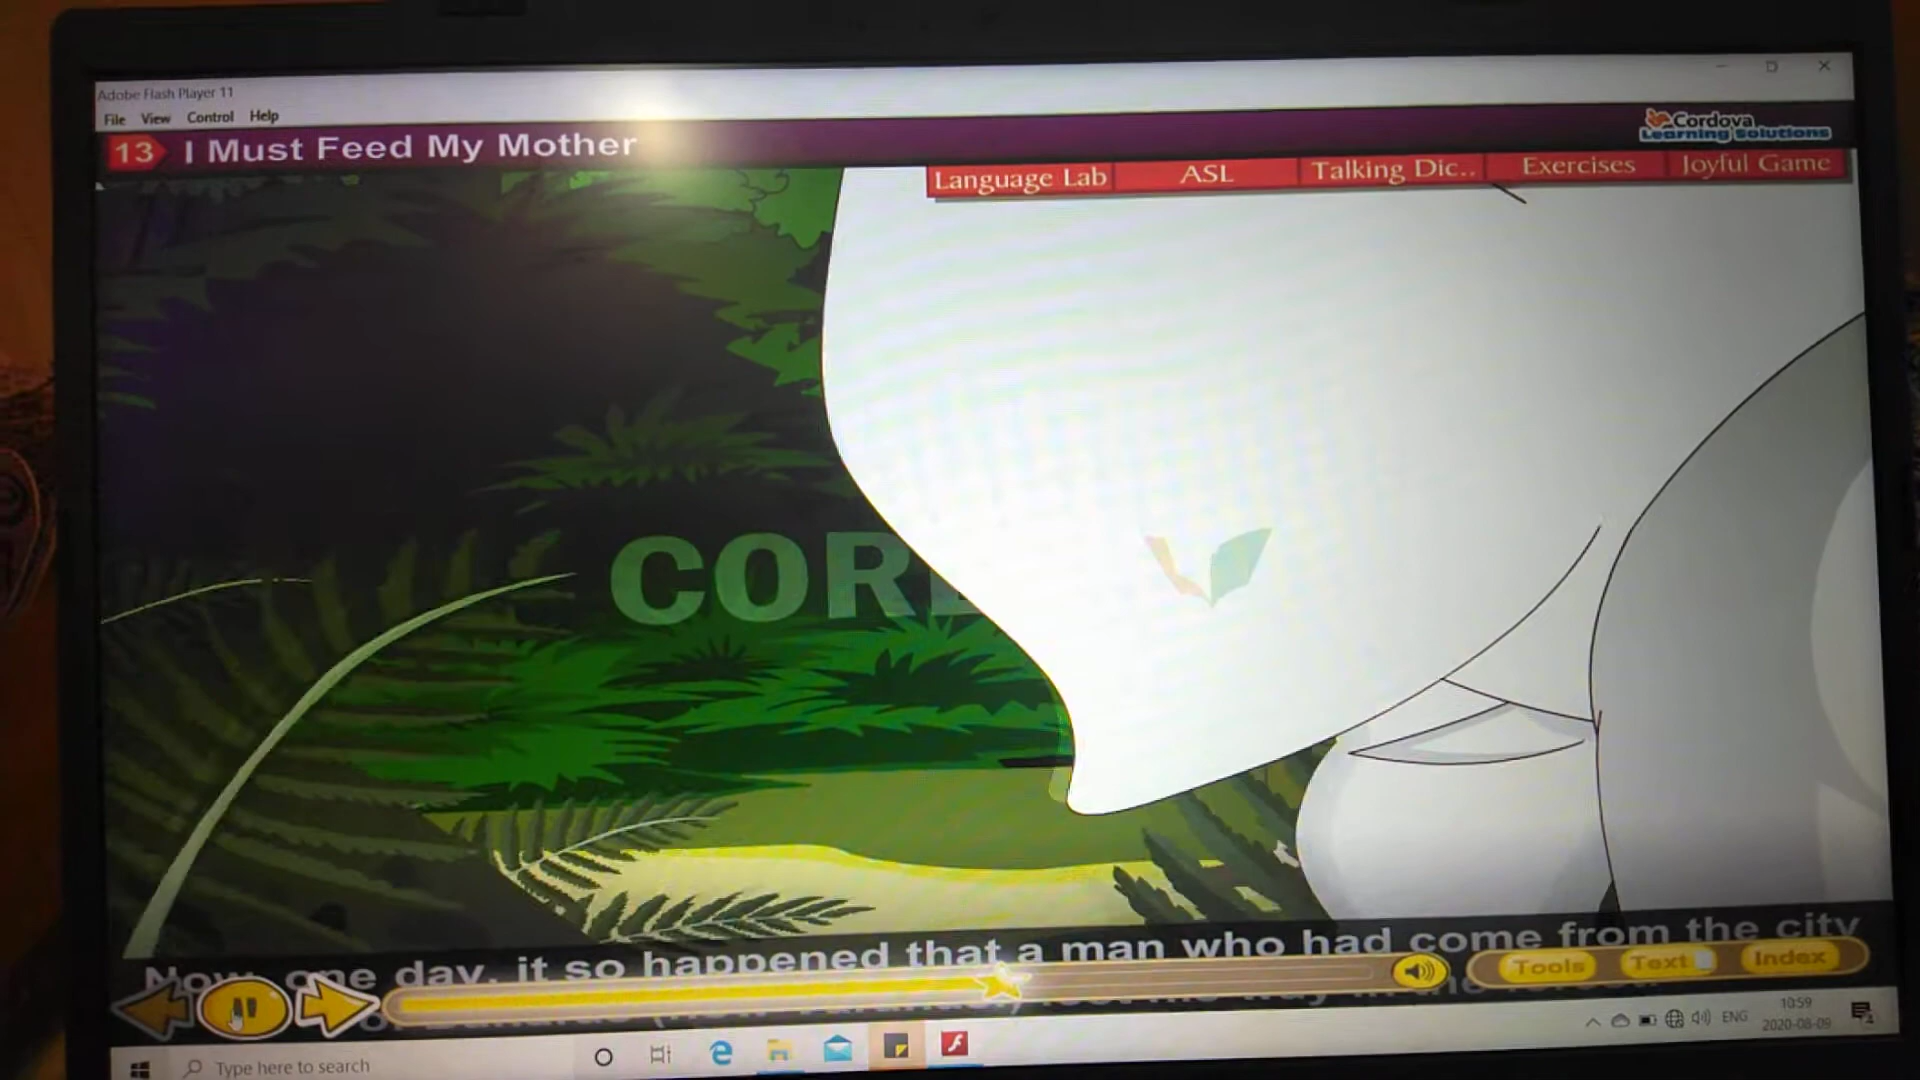 Adobe Flash Player 11
File View Control Help
13 I Must Feed My Mother
Cordova
Learning Solutions
Language Lab ASL Talking Dic.. Exercises Joyful Game
COR
Now, one day, it so happened that a man who had come from the city
Tools Text Index
Type here to search
ENG
10:59
2020-08-09